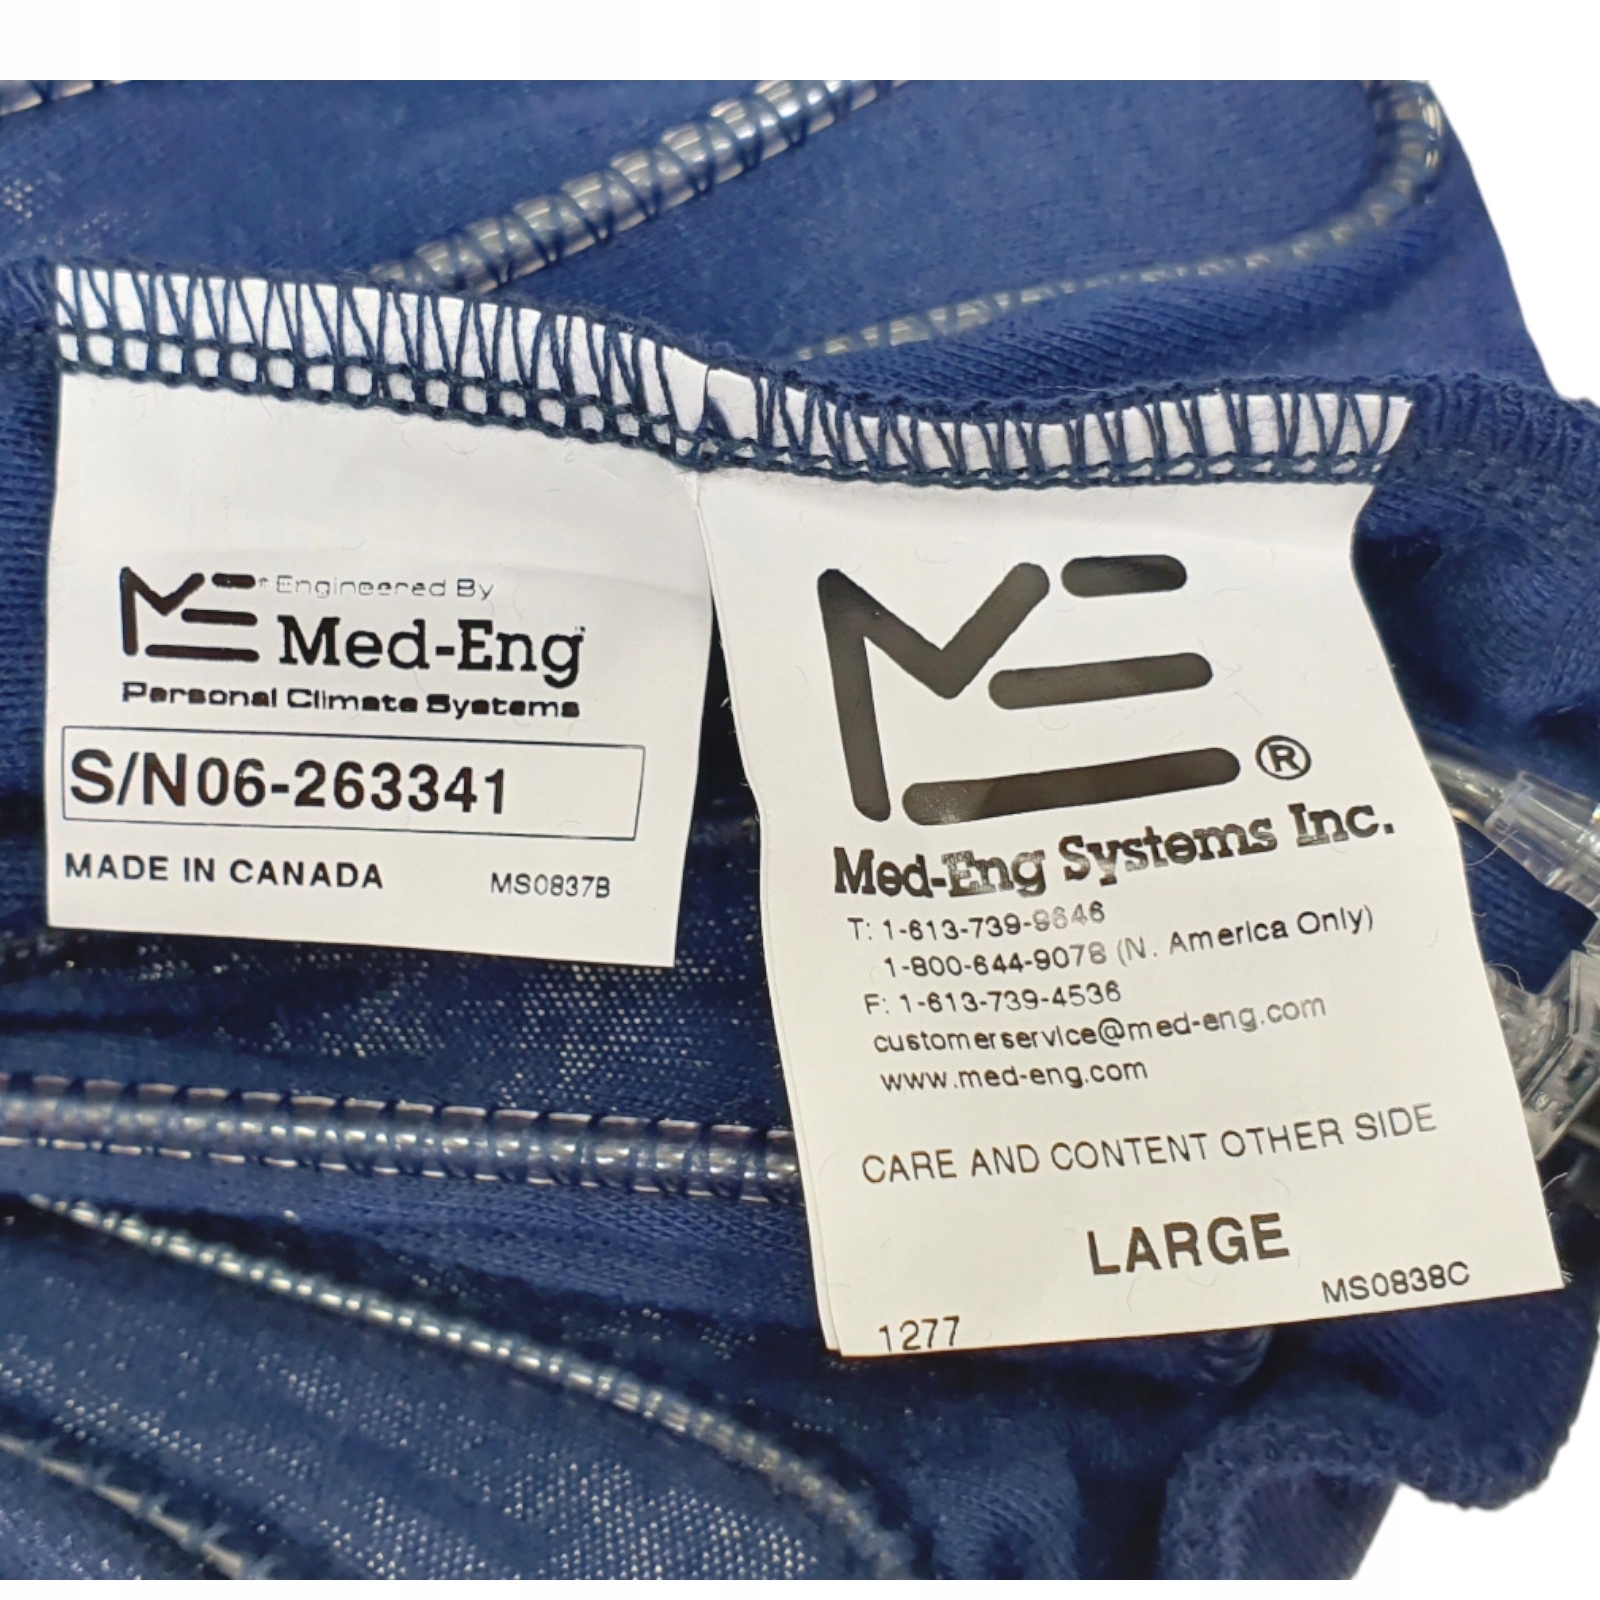 ME Engineered By
Med-Eng
Personal Climate Systems
S/N06-263341
MADE IN CANADA MS0837B
ME®
Med-Eng Systems Inc.
T: 1-613-739-9646
1-800-644-9078 (N. America Only)
F: 1-613-739-4536
customerservice@med-eng.com
www.med-eng.com
CARE AND CONTENT OTHER SIDE
LARGE
MS0838C
1277